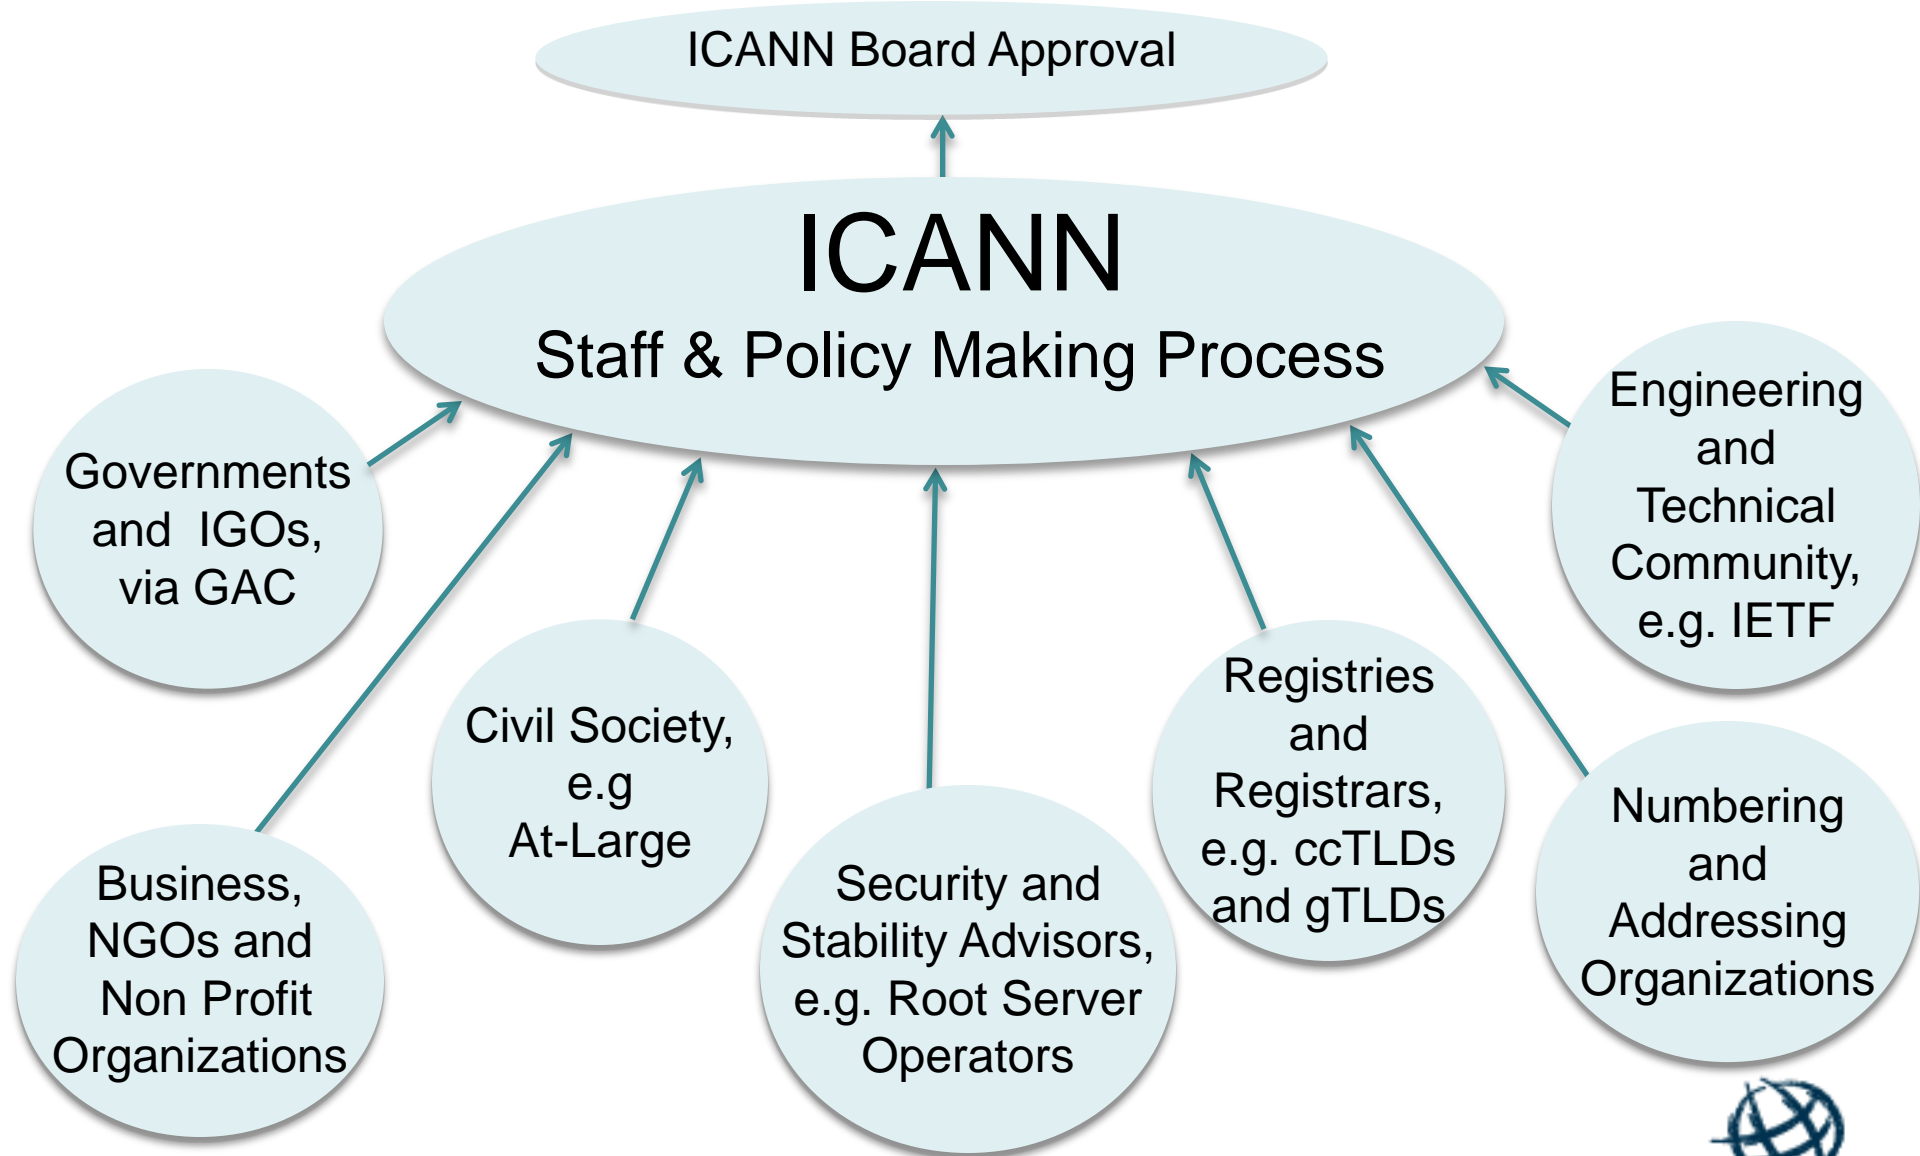 ICANN Board Approval
ICANN
Staff & Policy Making Process
Governments
and IGOs,
via GAC
Business,
NGOs and
Non Profit
Organizations
Civil Society,
e.g
At-Large
Security and
Stability Advisors,
e.g. Root Server
Operators
Registries
and
Registrars,
e.g. ccTLDs
and gTLDs
Numbering
and
Addressing
Organizations
Engineering
and
Technical
Community,
e.g. IETF